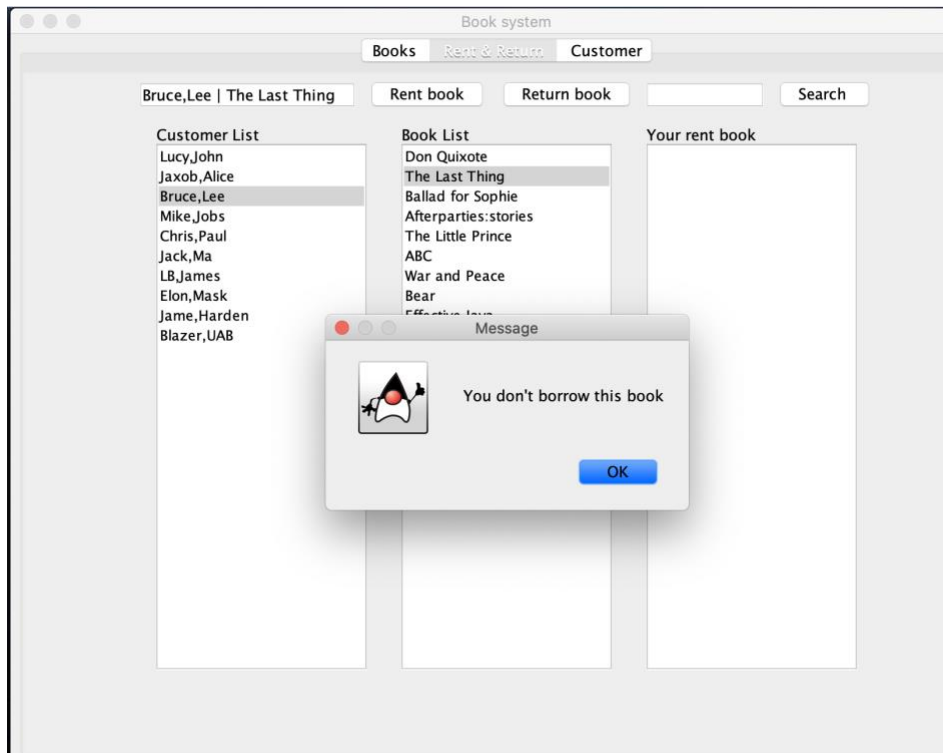 Book system
Books Rent & Return Customer
Bruce,Lee | The Last Thing Rent book Return book Search
Customer List Book List Your rent book
Lucy,John Don Quixote
Jaxob,Alice The Last Thing
Bruce,Lee Ballad for Sophie
Mike,Jobs Afterparties:stories
Chris,Paul The Little Prince
Jack,Ma ABC
LB,James War and Peace
Elon,Mask Bear
Jame,Harden
Blazer,UAB
Message
You don't borrow this book
OK